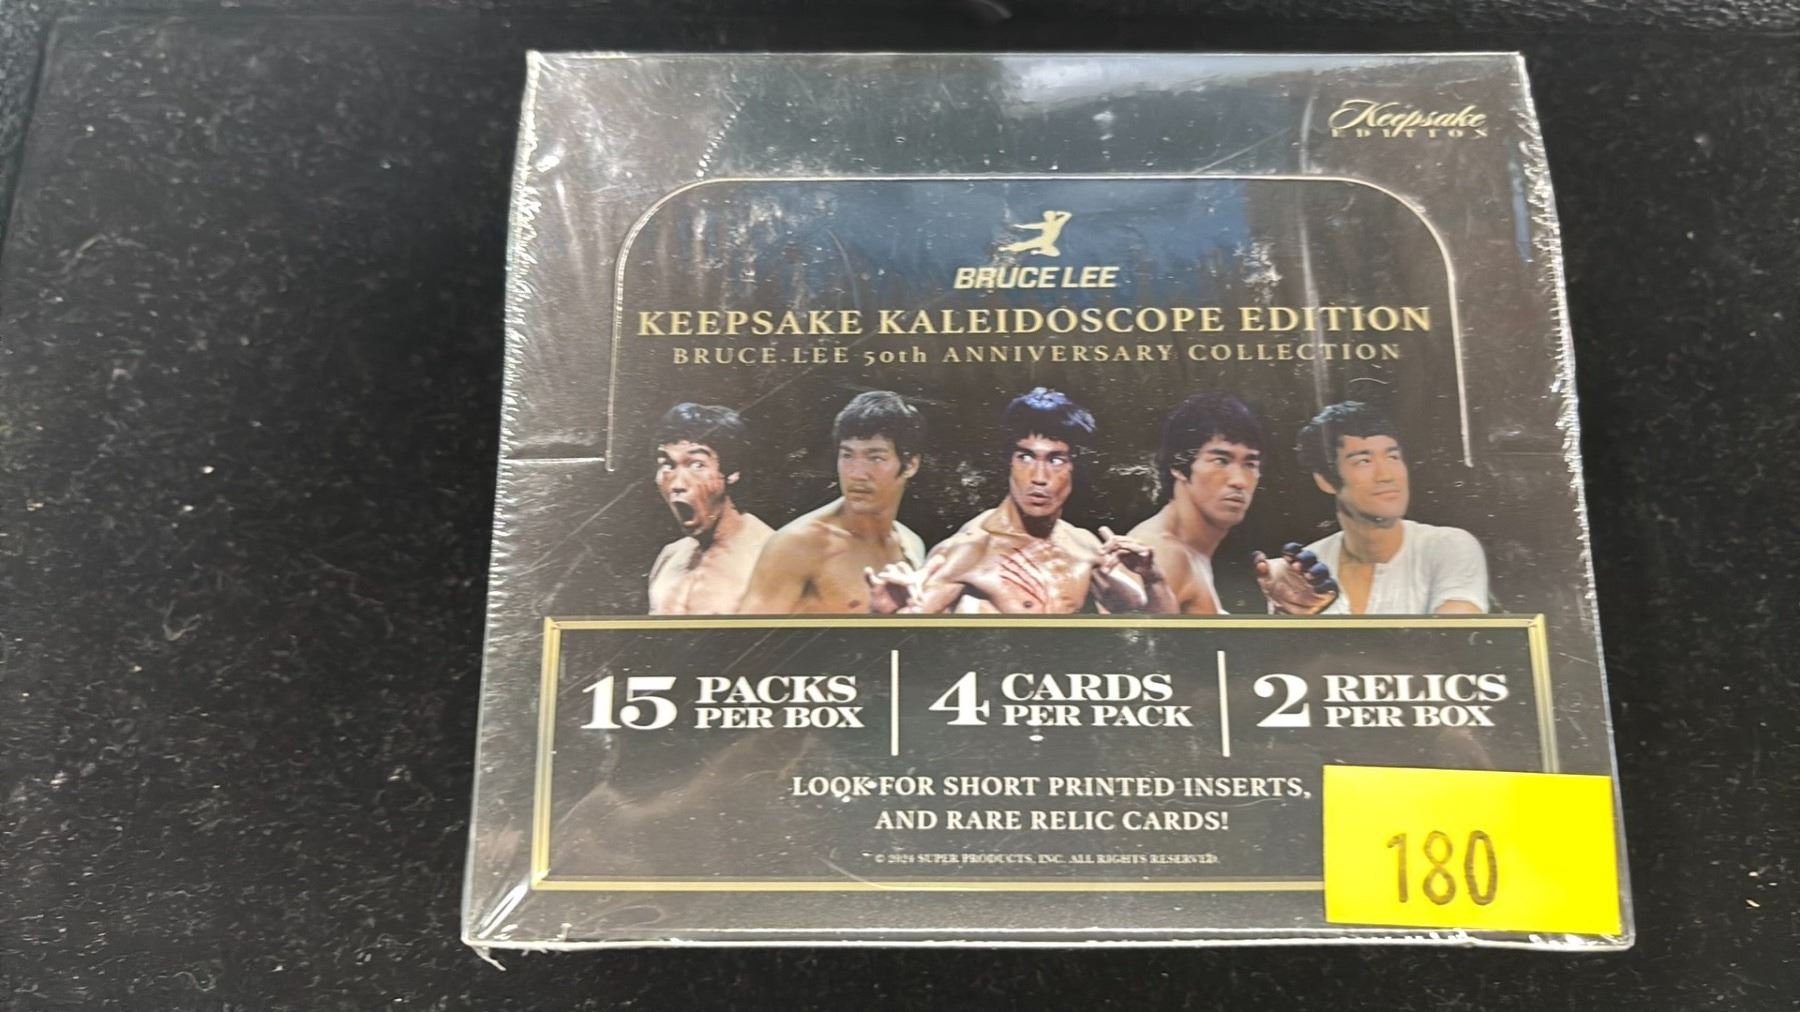 Keepsake
EDITION
BRUCE LEE
KEEPSAKE KALEIDOSCOPE EDITION
BRUCE LEE 50th ANNIVERSARY COLLECTION
15 PACKS PER BOX
4 CARDS PER PACK
2 RELICS PER BOX
LOOK FOR SHORT PRINTED INSERTS,
AND RARE RELIC CARDS!
© 2024 SUPER PRODUCTS, INC. ALL RIGHTS RESERVED.
180